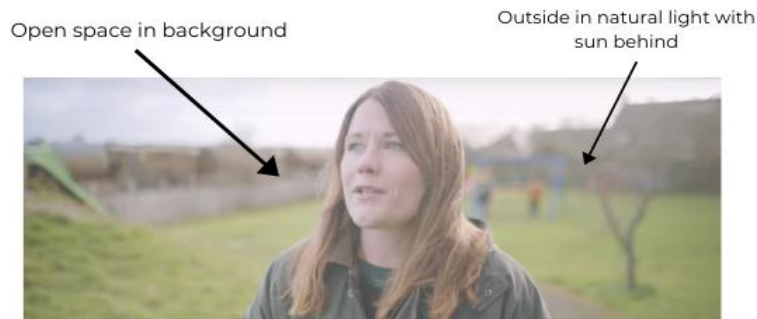 Open space in background
Outside in natural light with
sun behind